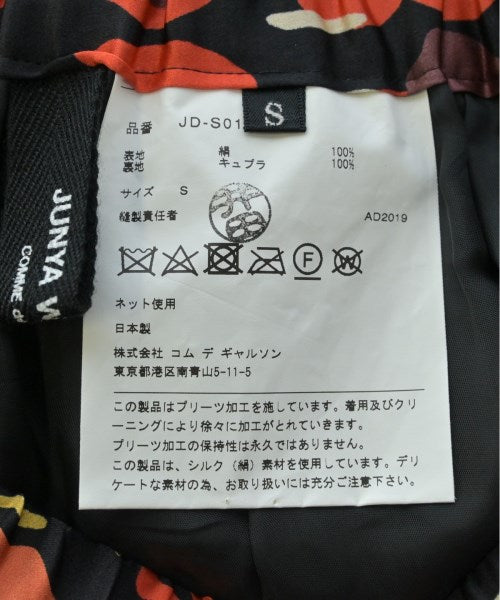 S
品番 JD-S01
表地 絹 100%
裏地 キュプラ 100%
サイズ S
縫製責任者
AD2019
F
W
ネット使用
日本製
株式会社 コム デ ギャルソン
東京都港区南青山5-11-5
この製品はプリーツ加工を施しています。着用及びクリ
ーニングにより徐々に加工がとれていきます。
プリーツ加工の保持性は永久ではありません。
この製品は、シルク（絹）素材を使用しています。デリ
ケートな素材の為、お取り扱いには充分ご注意下さい。
JUNYA
COMME